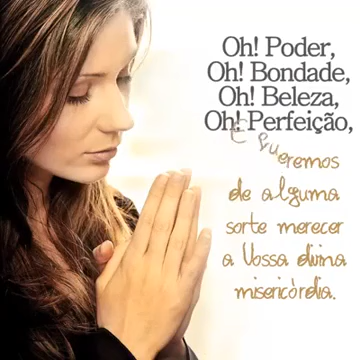 Oh! Poder,
Oh! Bondade,
Oh! Beleza,
Oh! Perfeição,
E queremos
de alguma
sorte merecer
a Vossa divina
misericórdia.